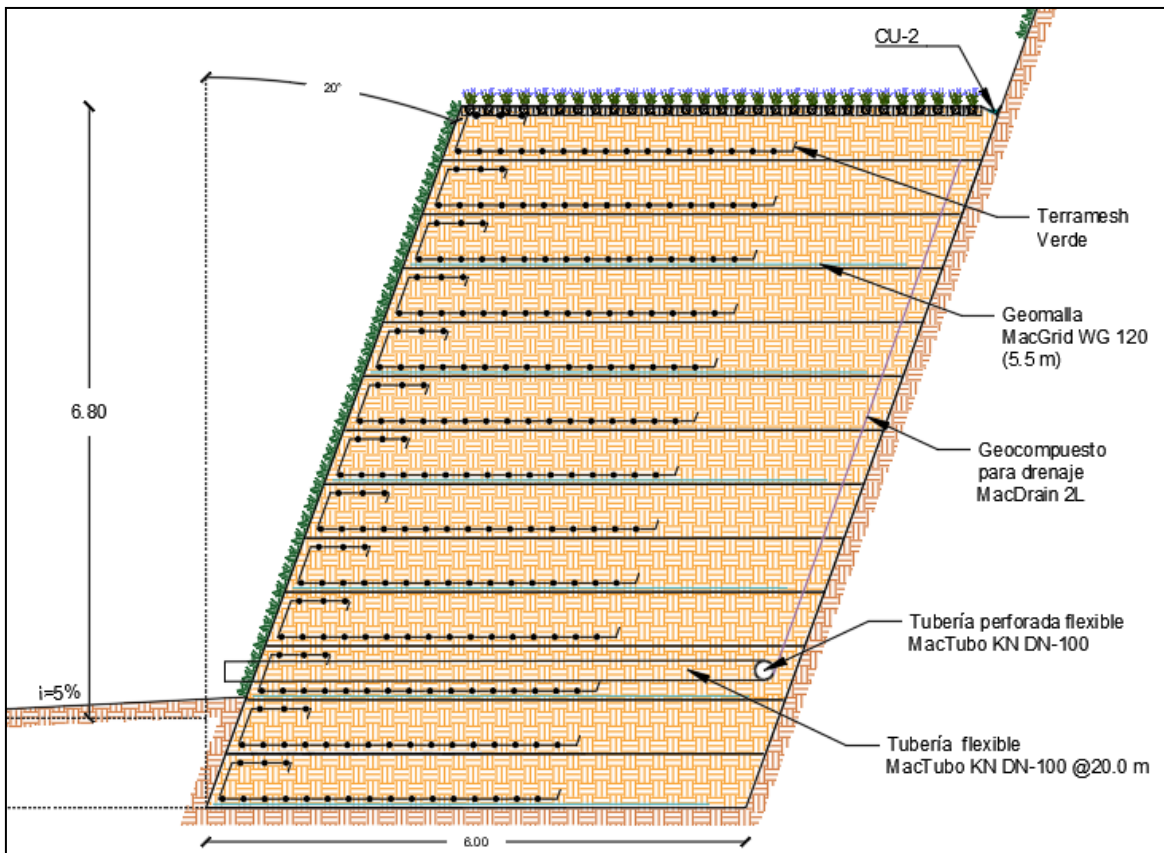 CU-2
20°
Terramesh
Verde
Geomalla
MacGrid WG 120
(5.5 m)
6.80
Geocompuesto
para drenaje
MacDrain 2L
Tubería perforada flexible
MacTubo KN DN-100
i=5%
Tubería flexible
MacTubo KN DN-100 @20.0 m
6.00